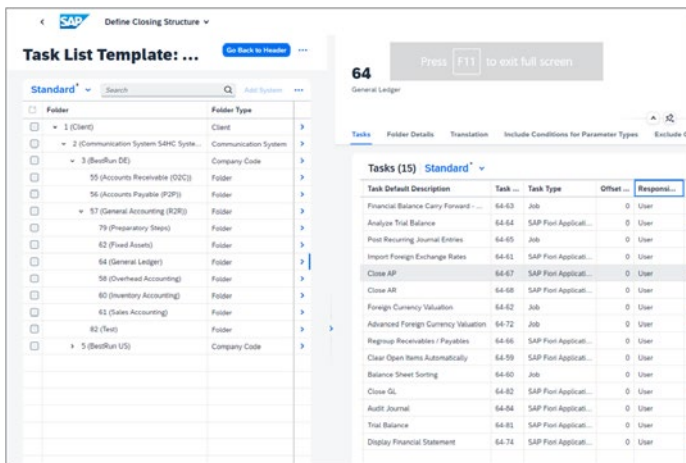 SAP Define Closing Structure
Task List Template: ... Go Back to Header ...
Standard* Search Add System ...
Folder Folder Type
1 (Client) Client
2 (Communication System S4HC Syste... Communication System
3 (BestRun DE) Company Code
55 (Accounts Receivable (O2C)) Folder
56 (Accounts Payable (P2P)) Folder
57 (General Accounting (R2R)) Folder
79 (Preparatory Steps) Folder
62 (Fixed Assets) Folder
64 (General Ledger) Folder
58 (Overhead Accounting) Folder
60 (Inventory Accounting) Folder
61 (Sales Accounting) Folder
82 (Test) Folder
5 (BestRun US) Company Code
Press F11 to exit full screen
64
General Ledger
Tasks Folder Details Translation Include Conditions for Parameter Types Exclude C
Tasks (15) Standard*
Task Default Description Task ... Task Type Offset ... Responsi...
Financial Balance Carry Forward - ... 64-63 Job 0 User
Analyze Trial Balance 64-64 SAP Fiori Applicati... 0 User
Post Recurring Journal Entries 64-65 Job 0 User
Import Foreign Exchange Rates 64-61 SAP Fiori Applicati... 0 User
Close AP 64-67 SAP Fiori Applicati... 0 User
Close AR 64-68 SAP Fiori Applicati... 0 User
Foreign Currency Valuation 64-62 Job 0 User
Advanced Foreign Currency Valuation 64-72 Job 0 User
Regroup Receivables / Payables 64-66 SAP Fiori Applicati... 0 User
Clear Open Items Automatically 64-59 SAP Fiori Applicati... 0 User
Balance Sheet Sorting 64-60 Job 0 User
Close GL 64-82 SAP Fiori Applicati... 0 User
Audit Journal 64-84 SAP Fiori Applicati... 0 User
Trial Balance 64-81 SAP Fiori Applicati... 0 User
Display Financial Statement 64-74 SAP Fiori Applicati... 0 User